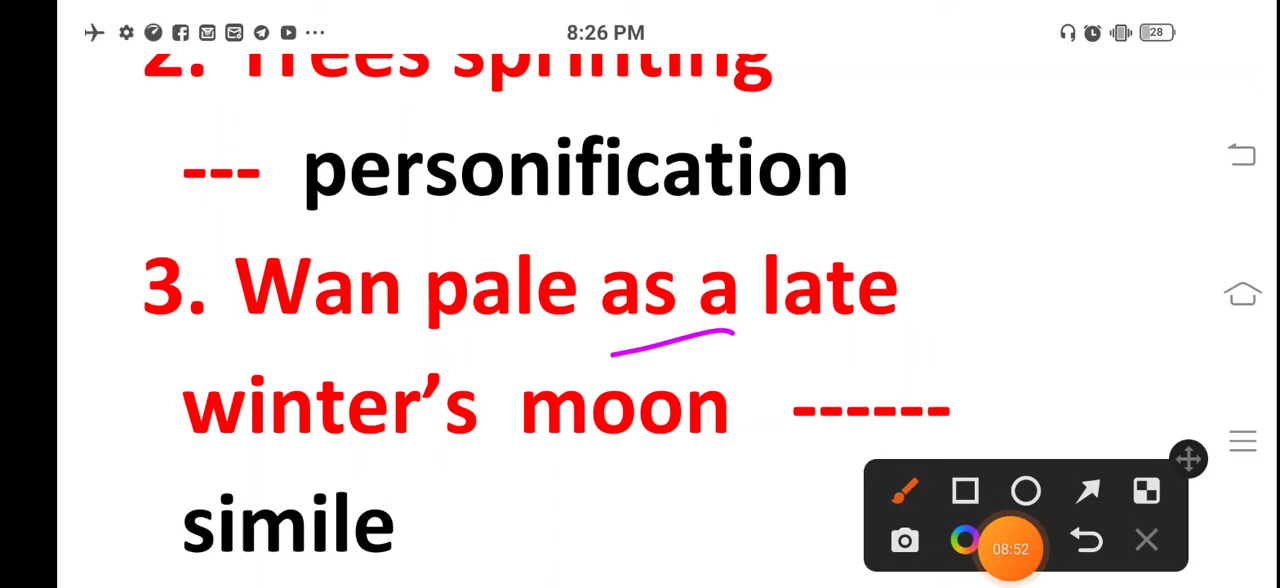 8:26 PM
28
2. Trees sprinting
--- personification
3. Wan pale as a late
winter’s moon ------
simile
08:52